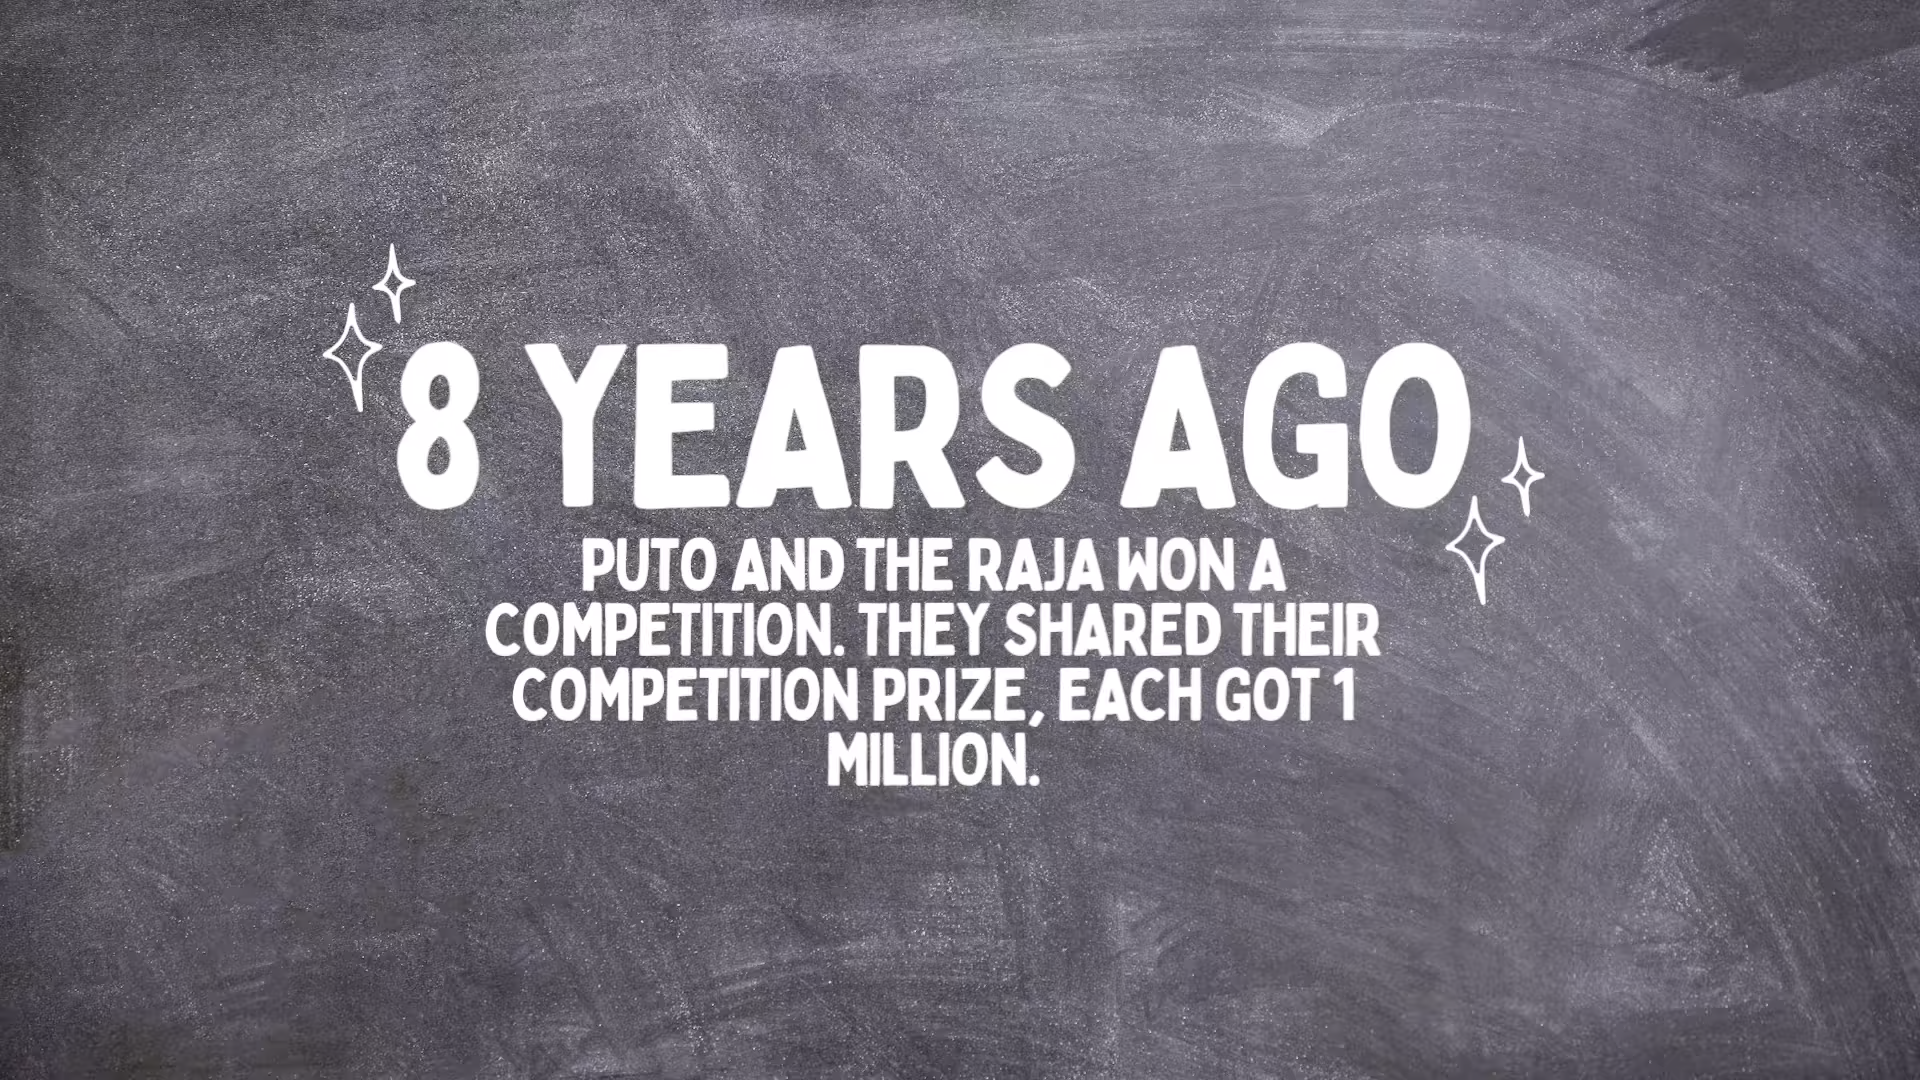 8 YEARS AGO
PUTO AND THE RAJA WON A
COMPETITION. THEY SHARED THEIR
COMPETITION PRIZE, EACH GOT 1
MILLION.